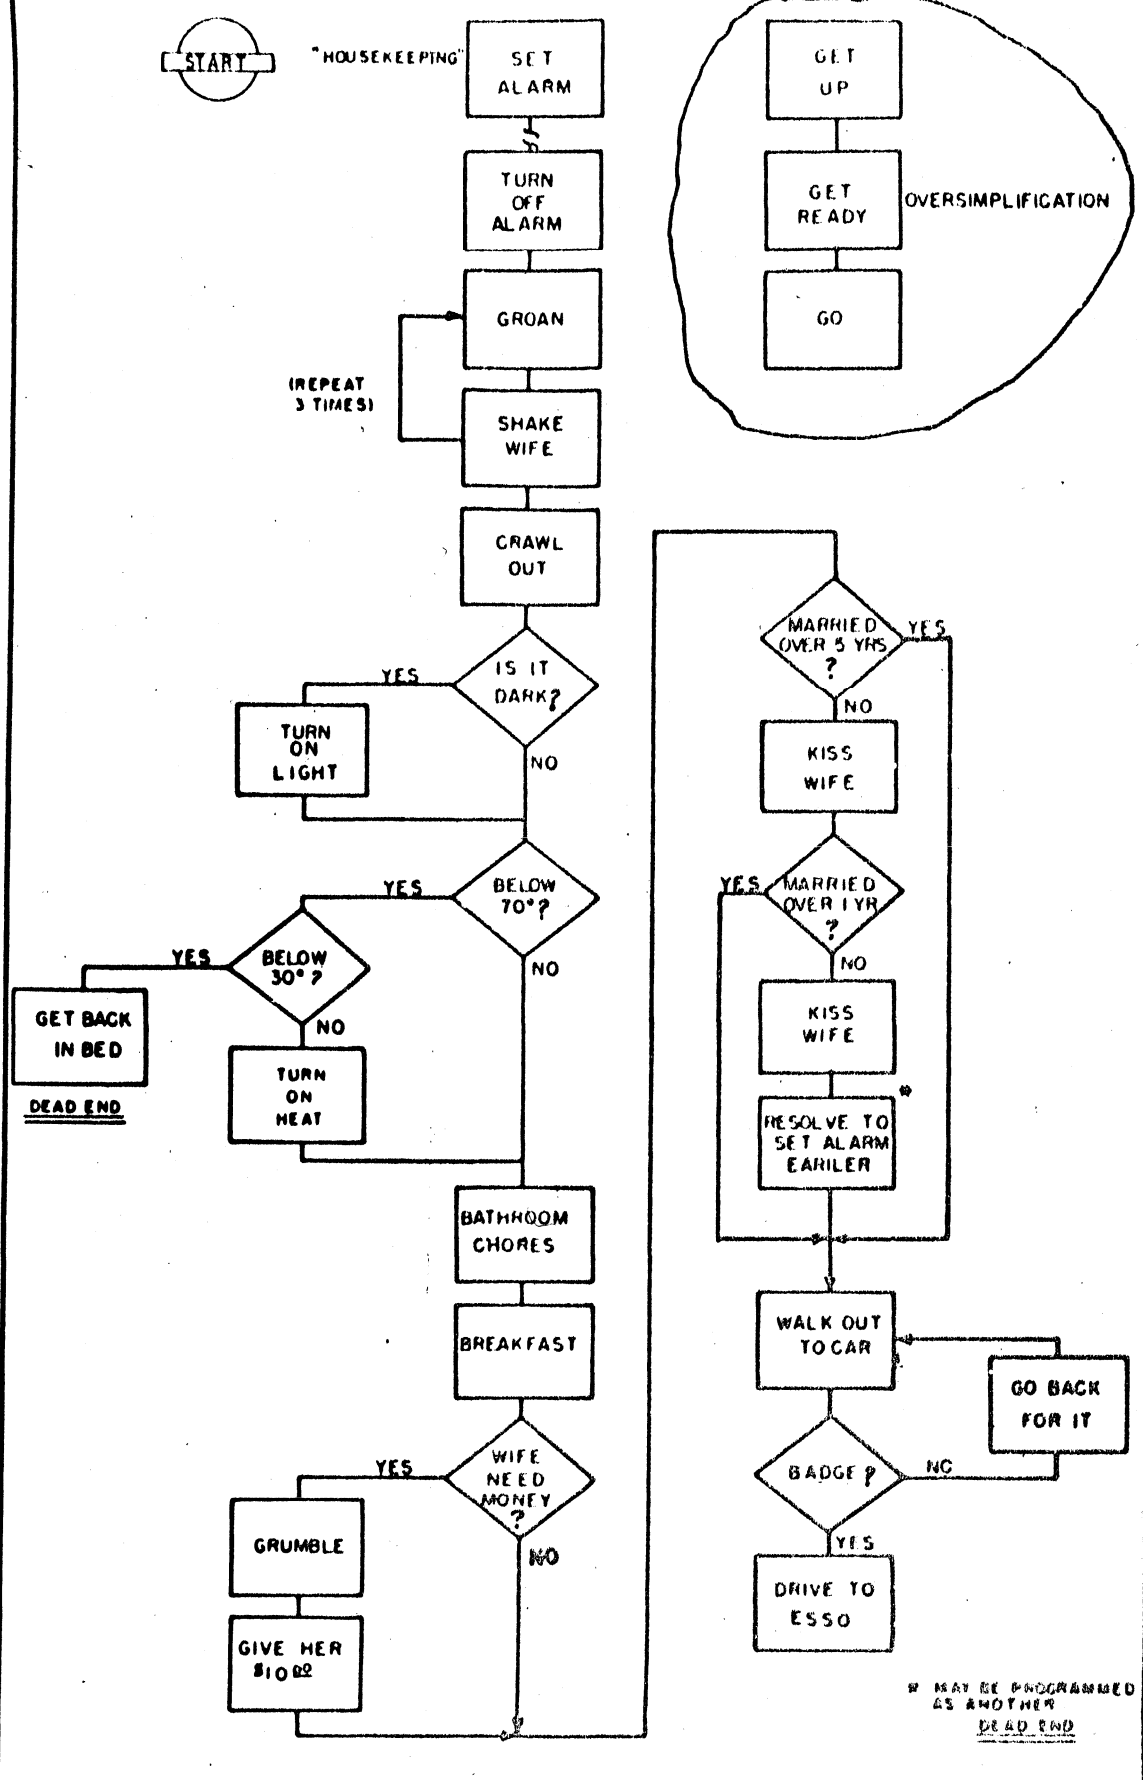 START
"HOUSEKEEPING"
SET
ALARM
TURN
OFF
ALARM
GROAN
(REPEAT
3 TIMES)
SHAKE
WIFE
CRAWL
OUT
IS IT
DARK?
YES
TURN
ON
LIGHT
NO
BELOW
70°?
YES
BELOW
30°?
YES
GET BACK
IN BED
DEAD END
NO
TURN
ON
HEAT
NO
BATHROOM
CHORES
BREAKFAST
WIFE
NEED
MONEY
?
YES
GRUMBLE
GIVE HER
$10 00
NO
GET
UP
GET
READY
OVERSIMPLIFICATION
GO
MARRIED
OVER 5 YRS
?
YES
NO
KISS
WIFE
MARRIED
OVER 1 YR
?
YES
NO
KISS
WIFE
*
RESOLVE TO
SET ALARM
EARILER
WALK OUT
TO CAR
GO BACK
FOR IT
BADGE?
NO
YES
DRIVE TO
ESSO
* MAY BE PROGRAMMED
AS ANOTHER
DEAD END